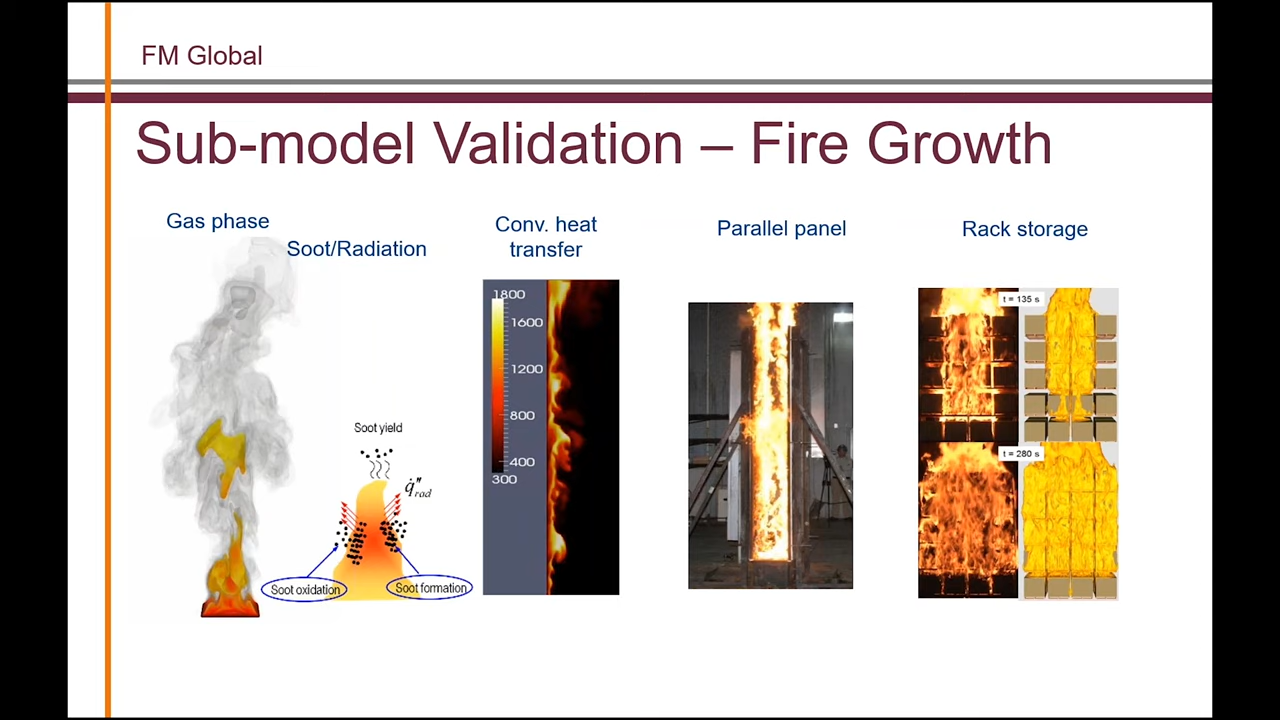 FM Global
Sub-model Validation – Fire Growth
Gas phase
Soot/Radiation
Conv. heat
transfer
Parallel panel
Rack storage
Soot yield
q̇″rad
Soot oxidation
Soot formation
1800
1600
1200
800
400
300
t = 135 s
t = 280 s